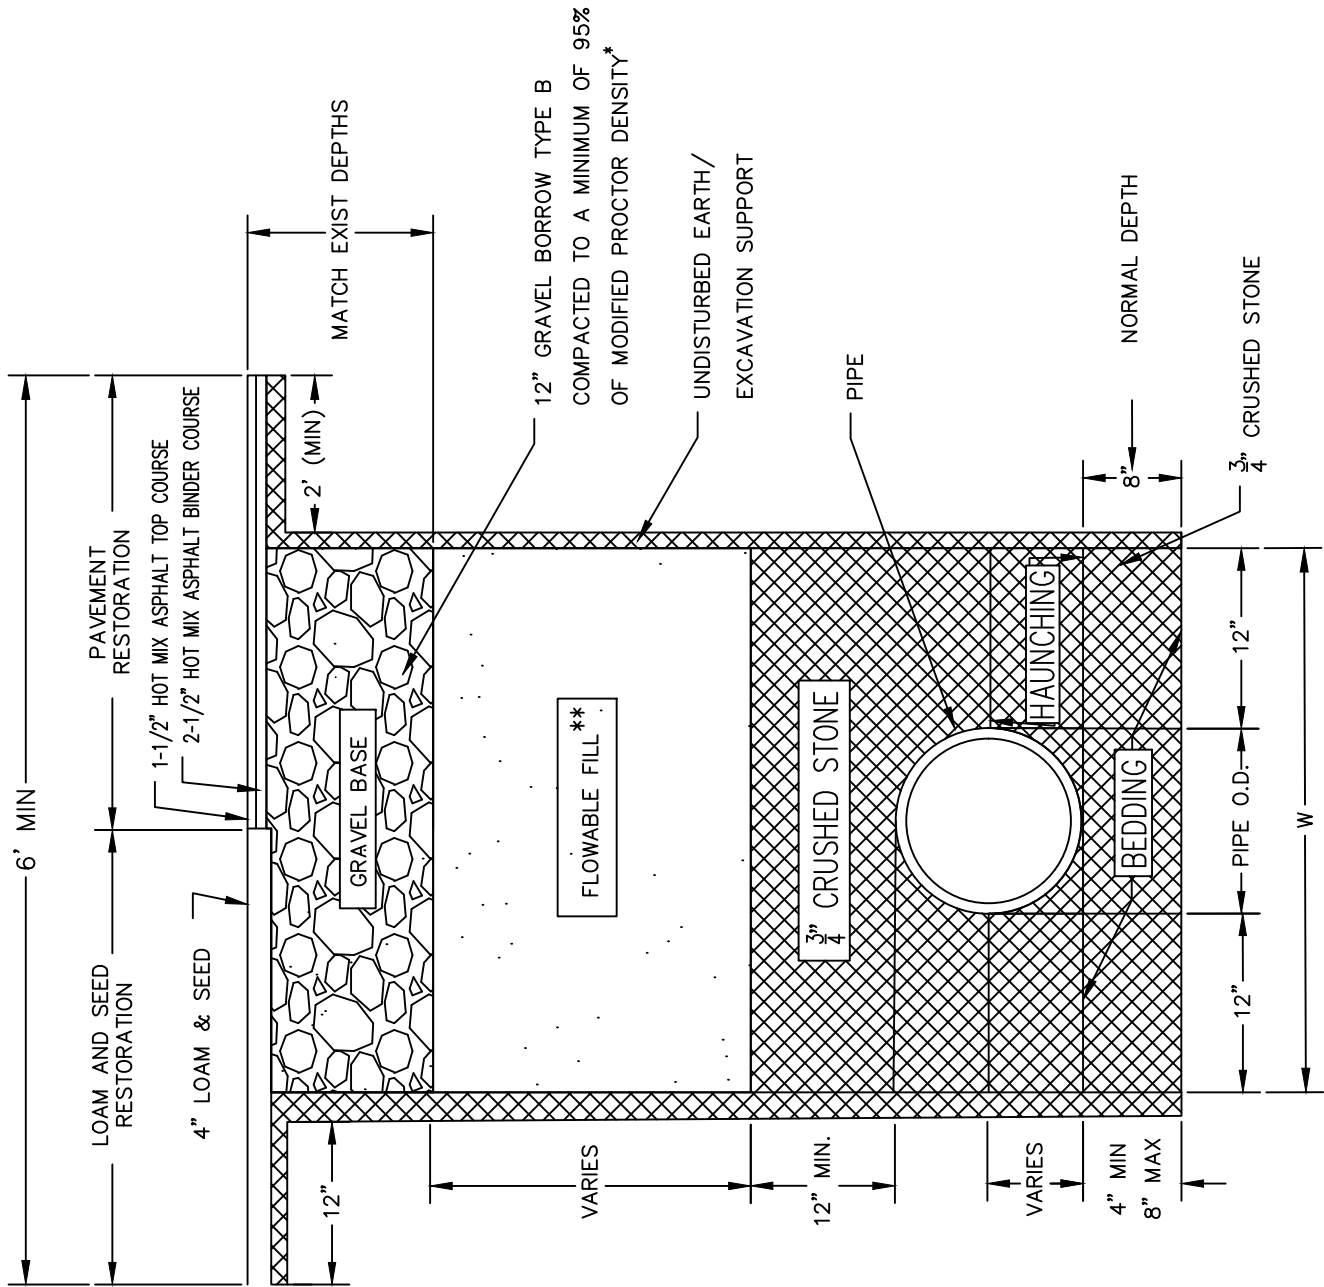 6' MIN
LOAM AND SEED
RESTORATION
PAVEMENT
RESTORATION
1-1/2" HOT MIX ASPHALT TOP COURSE
2-1/2" HOT MIX ASPHALT BINDER COURSE
4" LOAM & SEED
12"
2' (MIN)
MATCH EXIST DEPTHS
GRAVEL BASE
12" GRAVEL BORROW TYPE B
COMPACTED TO A MINIMUM OF 95%
OF MODIFIED PROCTOR DENSITY*
VARIES
FLOWABLE FILL**
UNDISTURBED EARTH/
EXCAVATION SUPPORT
12" MIN.
3/4" CRUSHED STONE
PIPE
VARIES
HAUNCHING
4" MIN
8" MAX
BEDDING
8"
NORMAL DEPTH
3/4" CRUSHED STONE
12"
PIPE O.D.
12"
W